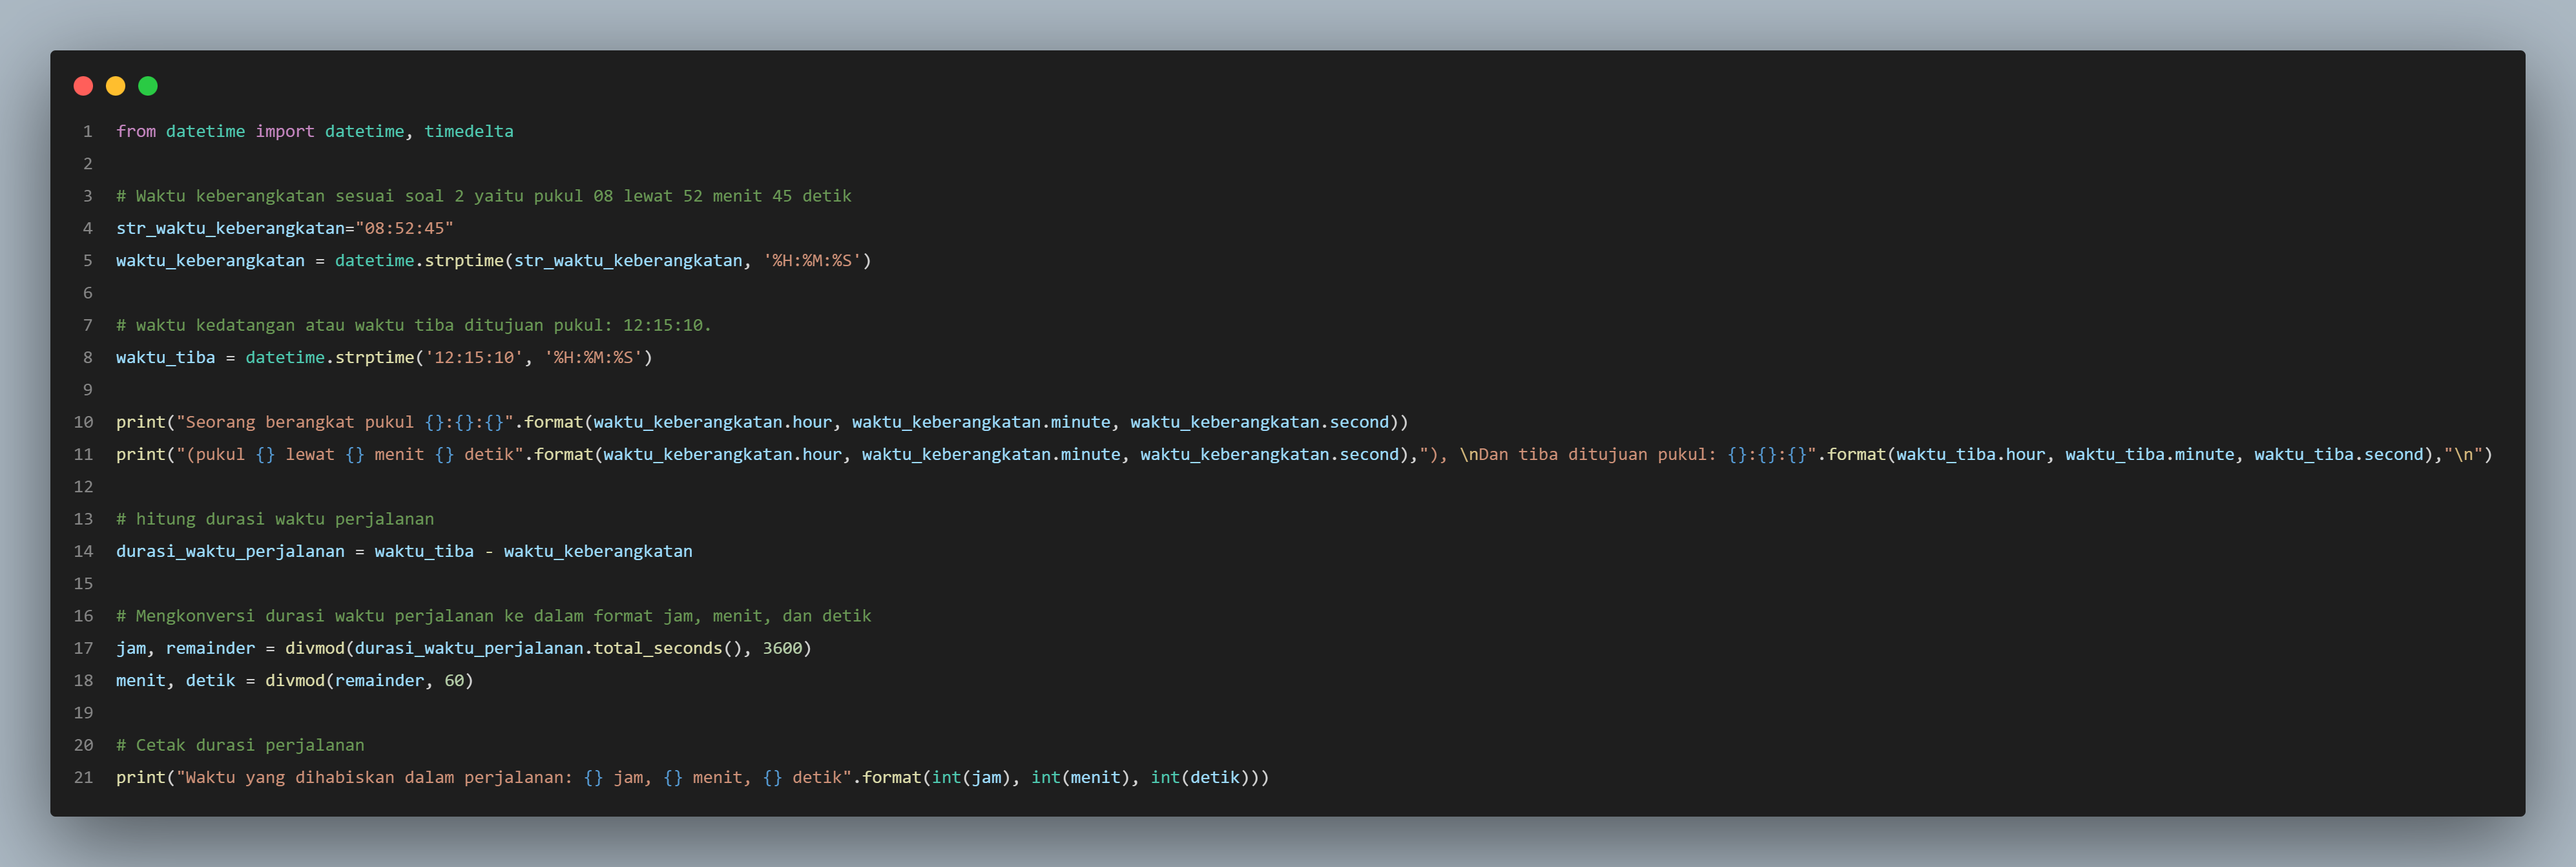 1 from datetime import datetime, timedelta
2
3 # Waktu keberangkatan sesuai soal 2 yaitu pukul 08 lewat 52 menit 45 detik
4 str_waktu_keberangkatan="08:52:45"
5 waktu_keberangkatan = datetime.strptime(str_waktu_keberangkatan, '%H:%M:%S')
6
7 # waktu kedatangan atau waktu tiba ditujuan pukul: 12:15:10.
8 waktu_tiba = datetime.strptime('12:15:10', '%H:%M:%S')
9
10 print("Seorang berangkat pukul {}:{}:{}".format(waktu_keberangkatan.hour, waktu_keberangkatan.minute, waktu_keberangkatan.second))
11 print("(pukul {} lewat {} menit {} detik".format(waktu_keberangkatan.hour, waktu_keberangkatan.minute, waktu_keberangkatan.second),"), \nDan tiba ditujuan pukul: {}:{}:{}".format(waktu_tiba.hour, waktu_tiba.minute, waktu_tiba.second),"\n")
12
13 # hitung durasi waktu perjalanan
14 durasi_waktu_perjalanan = waktu_tiba - waktu_keberangkatan
15
16 # Mengkonversi durasi waktu perjalanan ke dalam format jam, menit, dan detik
17 jam, remainder = divmod(durasi_waktu_perjalanan.total_seconds(), 3600)
18 menit, detik = divmod(remainder, 60)
19
20 # Cetak durasi perjalanan
21 print("Waktu yang dihabiskan dalam perjalanan: {} jam, {} menit, {} detik".format(int(jam), int(menit), int(detik)))